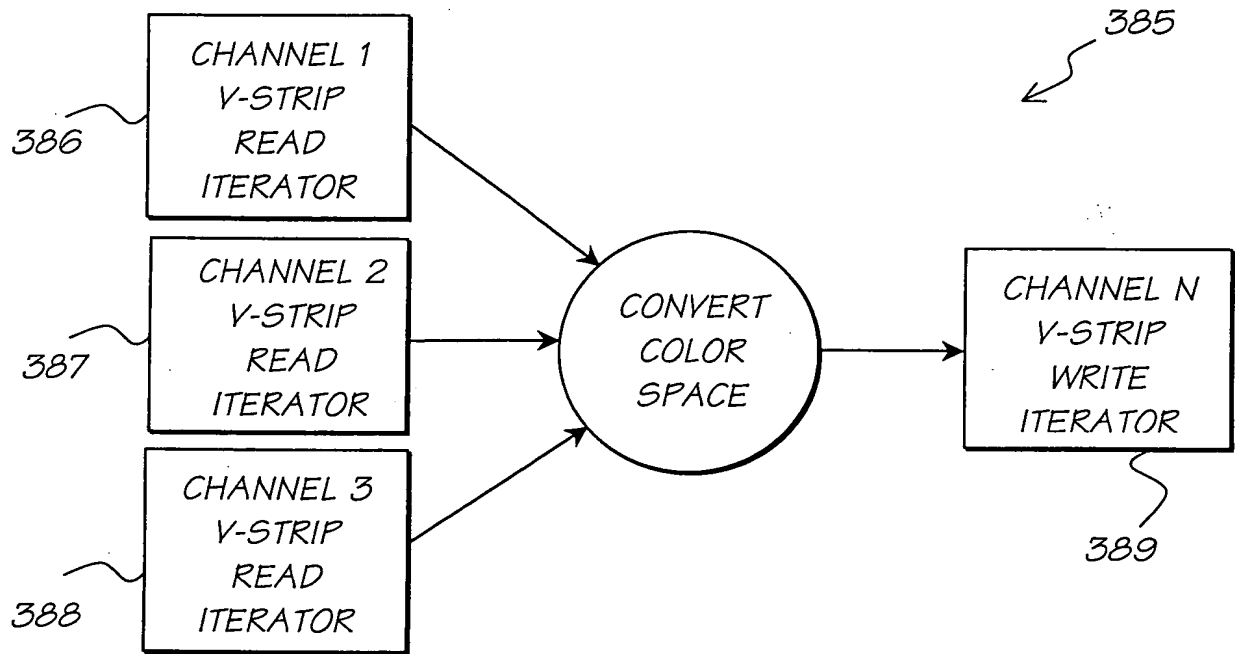 385
CHANNEL 1
V-STRIP
READ
ITERATOR
386
CHANNEL 2
V-STRIP
READ
ITERATOR
387
CHANNEL 3
V-STRIP
READ
ITERATOR
388
CONVERT
COLOR
SPACE
CHANNEL N
V-STRIP
WRITE
ITERATOR
389